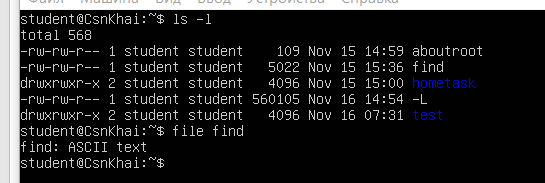 Файл Машина Вид Ввод Устройства Справка
student@CsnKhai:~$ ls -l
total 568
-rw-rw-r-- 1 student student    109 Nov 15 14:59 aboutroot
-rw-rw-r-- 1 student student   5022 Nov 15 15:36 find
drwxrwxr-x 2 student student   4096 Nov 15 15:00 hometask
-rw-rw-r-- 1 student student 560105 Nov 16 14:54 -L
drwxrwxr-x 2 student student   4096 Nov 16 07:31 test
student@CsnKhai:~$ file find
find: ASCII text
student@CsnKhai:~$